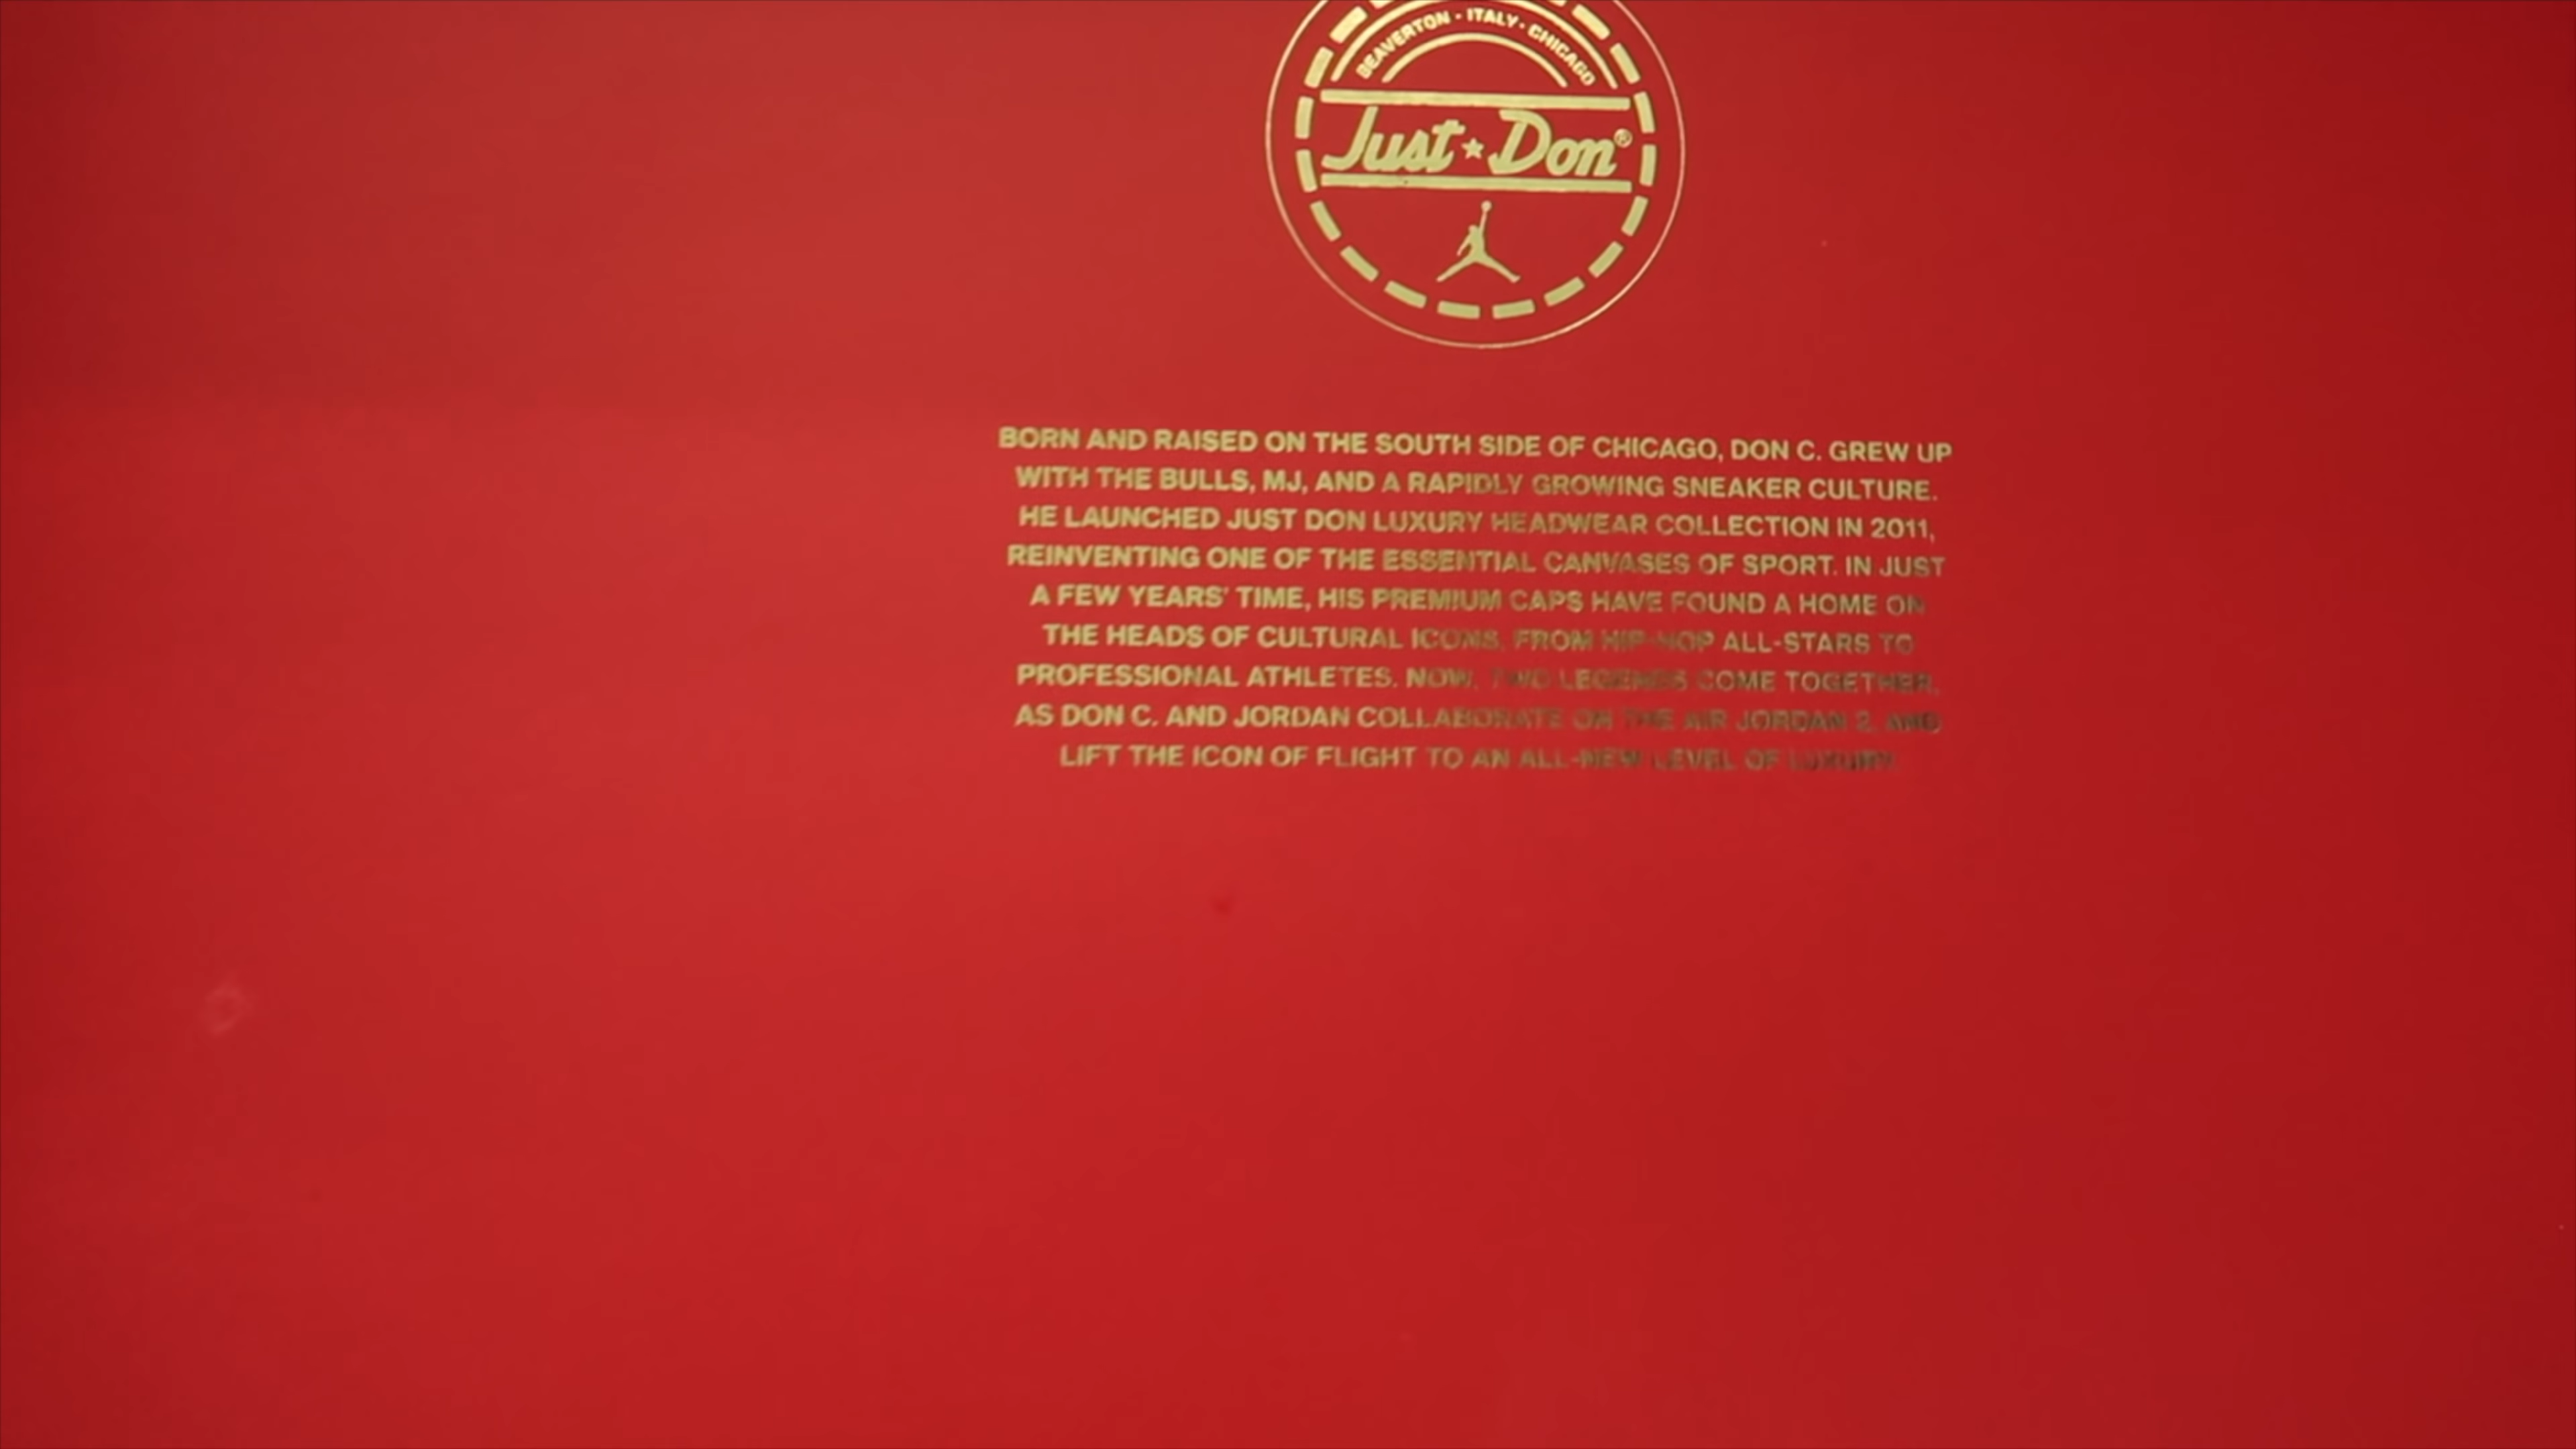 BEAVERTON • ITALY • CHICAGO
Just★Don®
BORN AND RAISED ON THE SOUTH SIDE OF CHICAGO, DON C. GREW UP
WITH THE BULLS, MJ, AND A RAPIDLY GROWING SNEAKER CULTURE.
HE LAUNCHED JUST DON LUXURY HEADWEAR COLLECTION IN 2011,
REINVENTING ONE OF THE ESSENTIAL CANVASES OF SPORT. IN JUST
A FEW YEARS' TIME, HIS PREMIUM CAPS HAVE FOUND A HOME ON
THE HEADS OF CULTURAL ICONS, FROM HIP-HOP ALL-STARS TO
PROFESSIONAL ATHLETES. NOW, TWO LEGENDS COME TOGETHER,
AS DON C. AND JORDAN COLLABORATE ON THE AIR JORDAN 2, AND
LIFT THE ICON OF FLIGHT TO AN ALL-NEW LEVEL OF LUXURY.